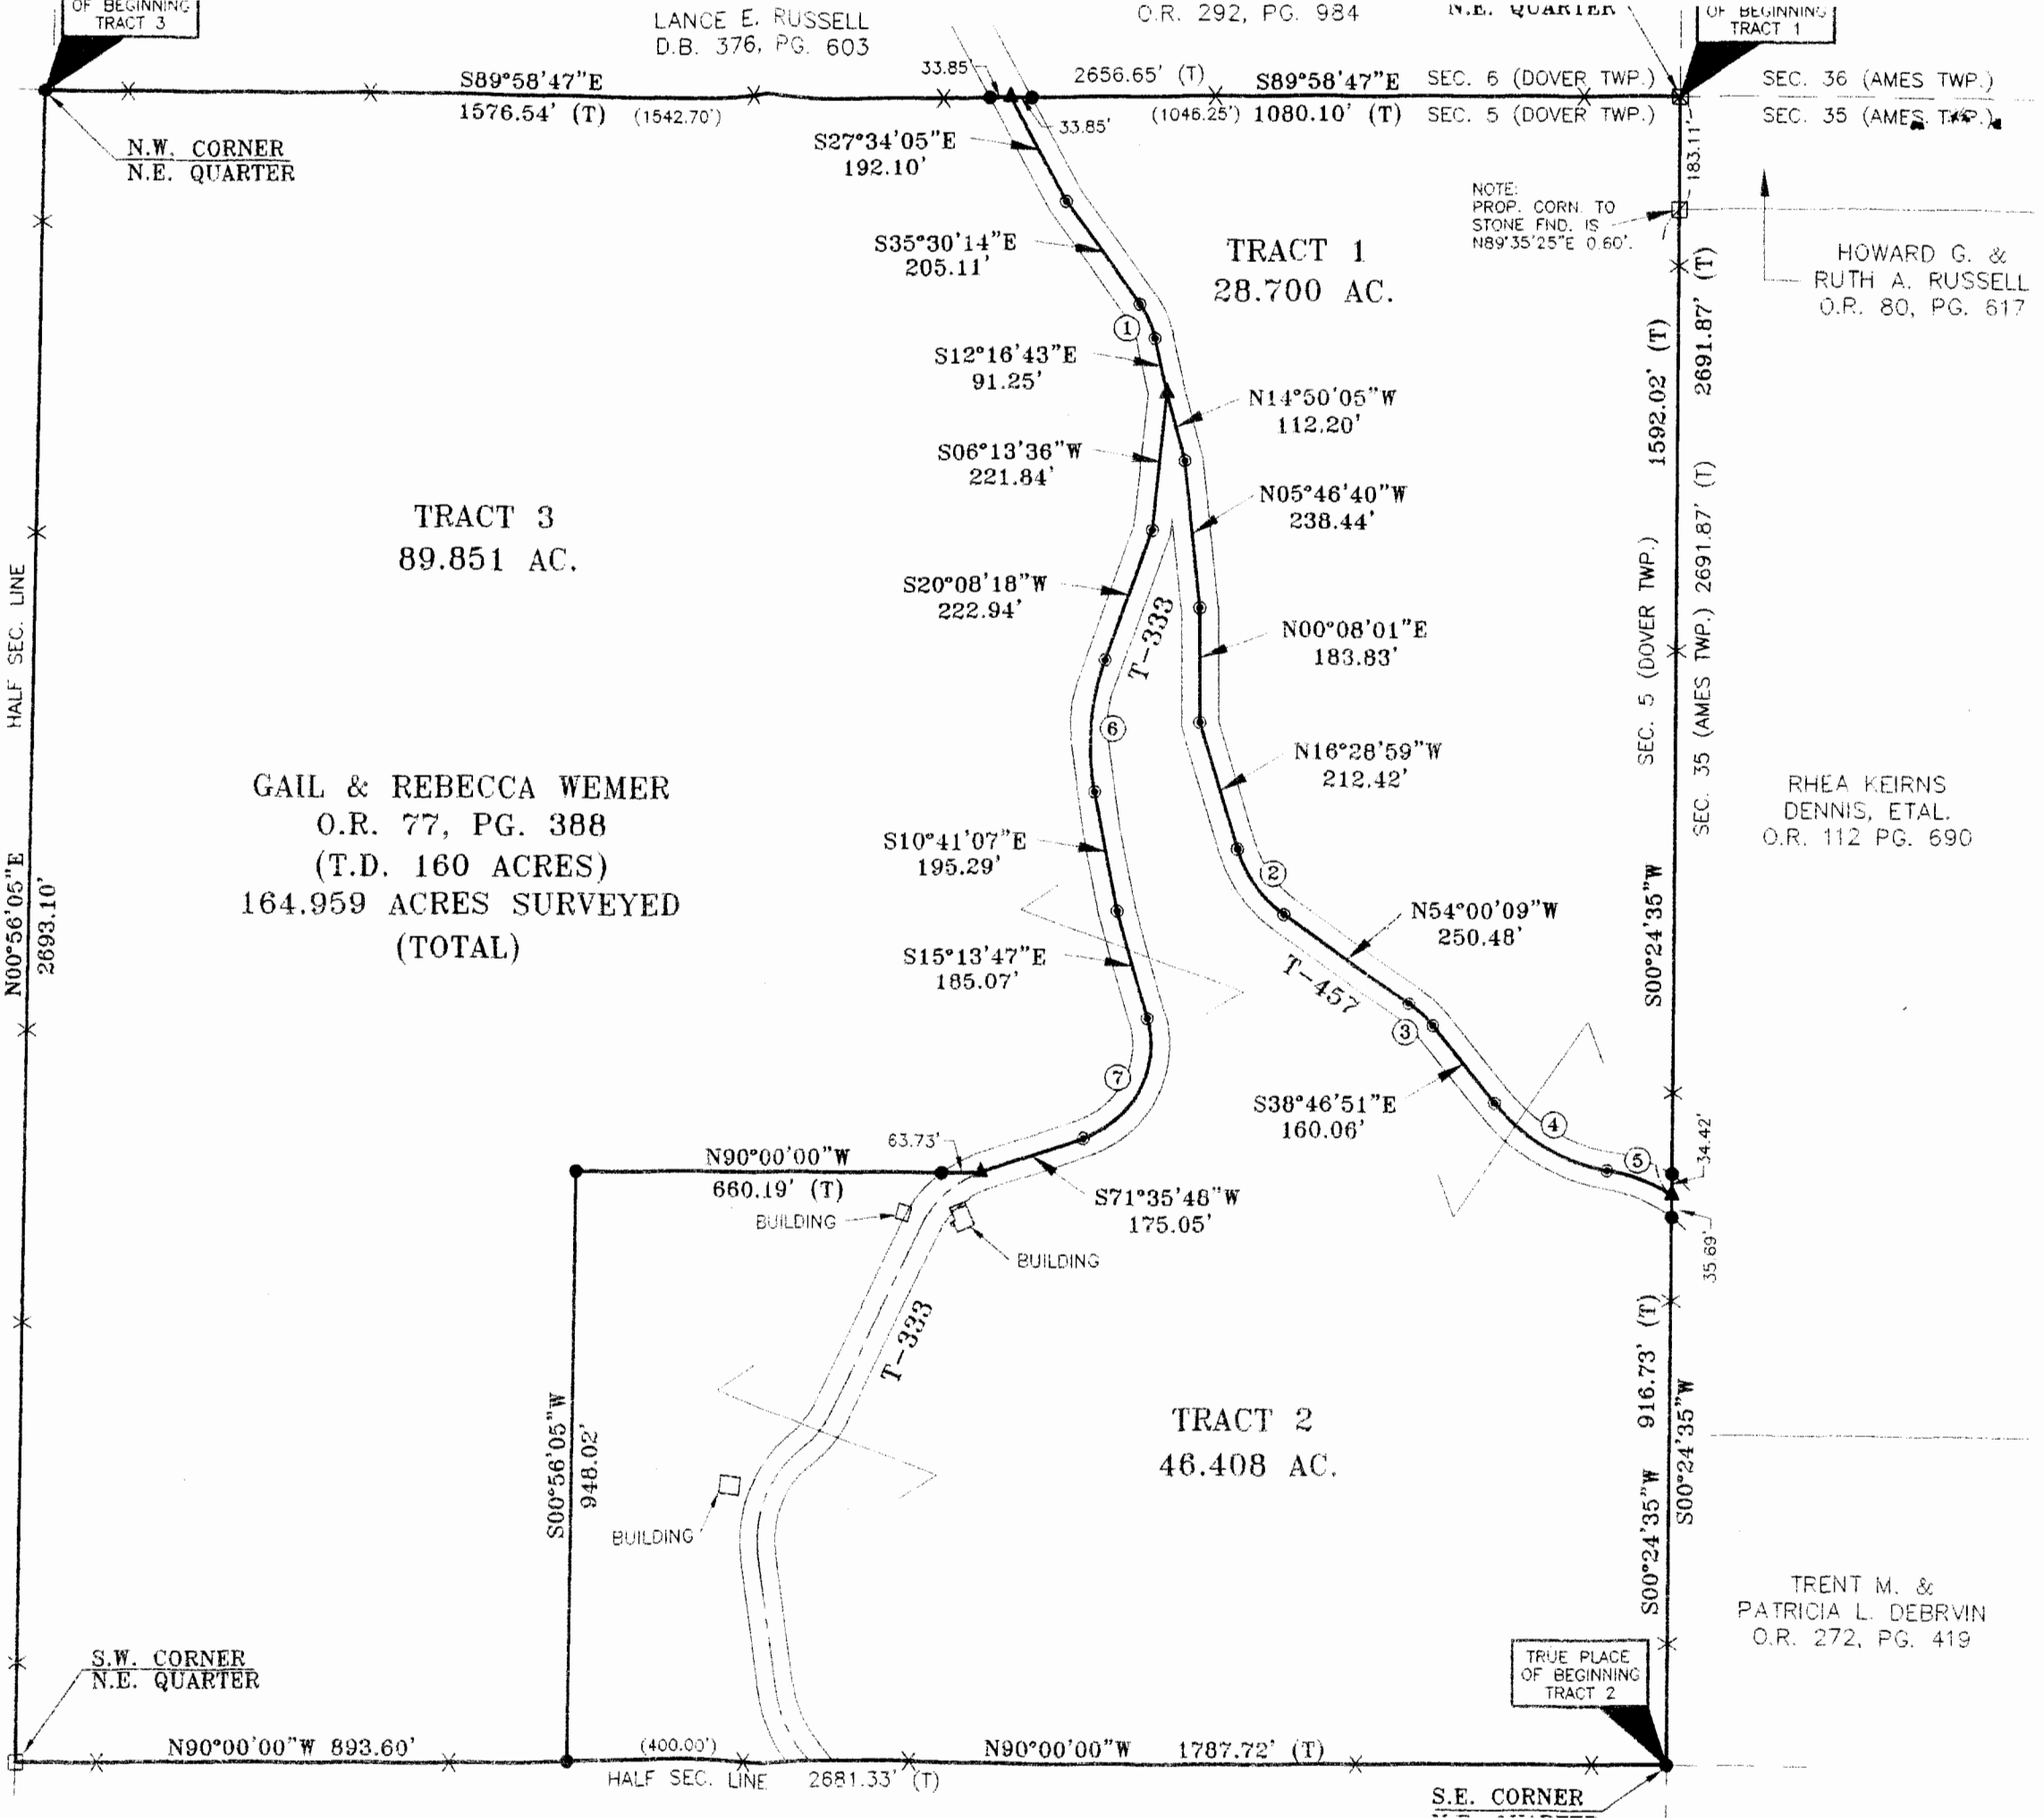 OF BEGINNING
TRACT 3
LANCE E. RUSSELL
D.B. 376, PG. 603
O.R. 292, PG. 984
N.E. QUARTER
OF BEGINNING
TRACT 1
S89°58'47"E
1576.54' (T) (1542.70')
33.85'
33.85'
2656.65' (T) S89°58'47"E
(1046.25') 1080.10' (T)
SEC. 6 (DOVER TWP.)
SEC. 5 (DOVER TWP.)
SEC. 36 (AMES TWP.)
SEC. 35 (AMES TWP.)
N.W. CORNER
N.E. QUARTER
S27°34'05"E
192.10'
183.11'
NOTE:
PROP. CORN. TO
STONE FND. IS
N89°35'25"E 0.60'.
S35°30'14"E
205.11'
TRACT 1
28.700 AC.
HOWARD G. &
RUTH A. RUSSELL
O.R. 80, PG. 617
1
S12°16'43"E
91.25'
N14°50'05"W
112.20'
1592.02' (T)
2691.87' (T)
S06°13'36"W
221.84'
N05°46'40"W
238.44'
TRACT 3
89.851 AC.
S20°08'18"W
222.94'
T-333
N00°08'01"E
183.83'
SEC. 5 (DOVER TWP.)
SEC. 35 (AMES TWP.) 2691.87' (T)
HALF SEC. LINE
6
N16°28'59"W
212.42'
GAIL & REBECCA WEMER
O.R. 77, PG. 388
(T.D. 160 ACRES)
164.959 ACRES SURVEYED
(TOTAL)
RHEA KEIRNS
DENNIS, ETAL.
O.R. 112 PG. 690
S10°41'07"E
195.29'
2
N54°00'09"W
250.48'
S00°24'35"W
N00°56'05"E
2693.10'
S15°13'47"E
185.07'
T-457
3
7
S38°46'51"E
160.06'
4
5
34.42'
63.73'
N90°00'00"W
660.19' (T)
S71°35'48"W
175.05'
BUILDING
BUILDING
35.69'
T-333
916.73' (T)
S00°24'35"W
S00°24'35"W
TRACT 2
46.408 AC.
S00°56'05"W
948.02'
BUILDING
TRENT M. &
PATRICIA L. DEBRVIN
O.R. 272, PG. 419
S.W. CORNER
N.E. QUARTER
TRUE PLACE
OF BEGINNING
TRACT 2
N90°00'00"W 893.60'
(400.00')
N90°00'00"W 1787.72' (T)
HALF SEC. LINE 2681.33' (T)
S.E. CORNER